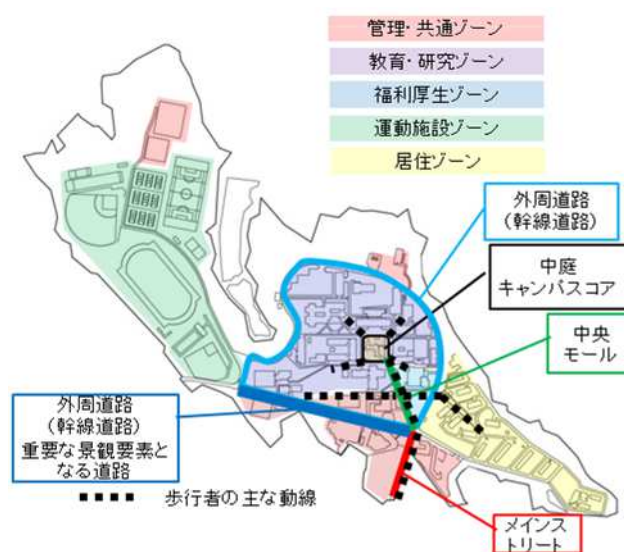 管理・共通ゾーン
教育・研究ゾーン
福利厚生ゾーン
運動施設ゾーン
居住ゾーン
外周道路
(幹線道路)
中庭
キャンパスコア
中央
モール
外周道路
(幹線道路)
重要な景観要素と
なる道路
歩行者の主な動線
メインス
トリート